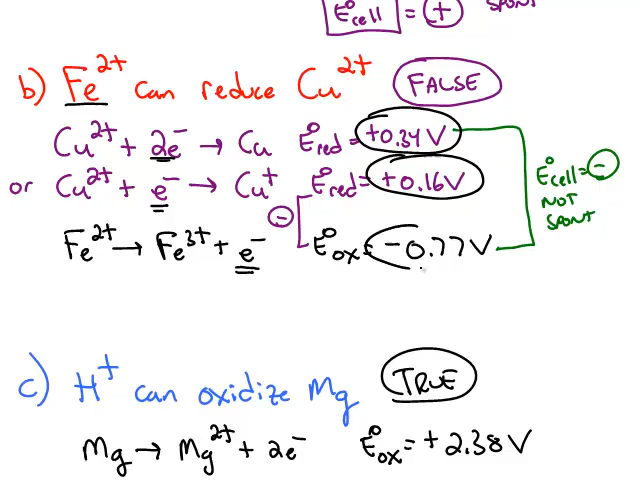 E°cell = + SPONT
b) Fe²⁺ can reduce Cu²⁺ FALSE
Cu²⁺ + 2e⁻ → Cu E°red = +0.34 V
or Cu²⁺ + e⁻ → Cu⁺ E°red = +0.16 V
E°cell = −
NOT
SPONT
−
Fe²⁺ → Fe³⁺ + e⁻ E°ox = −0.77 V
c) H⁺ can oxidize Mg TRUE
Mg → Mg²⁺ + 2e⁻ E°ox = +2.38 V